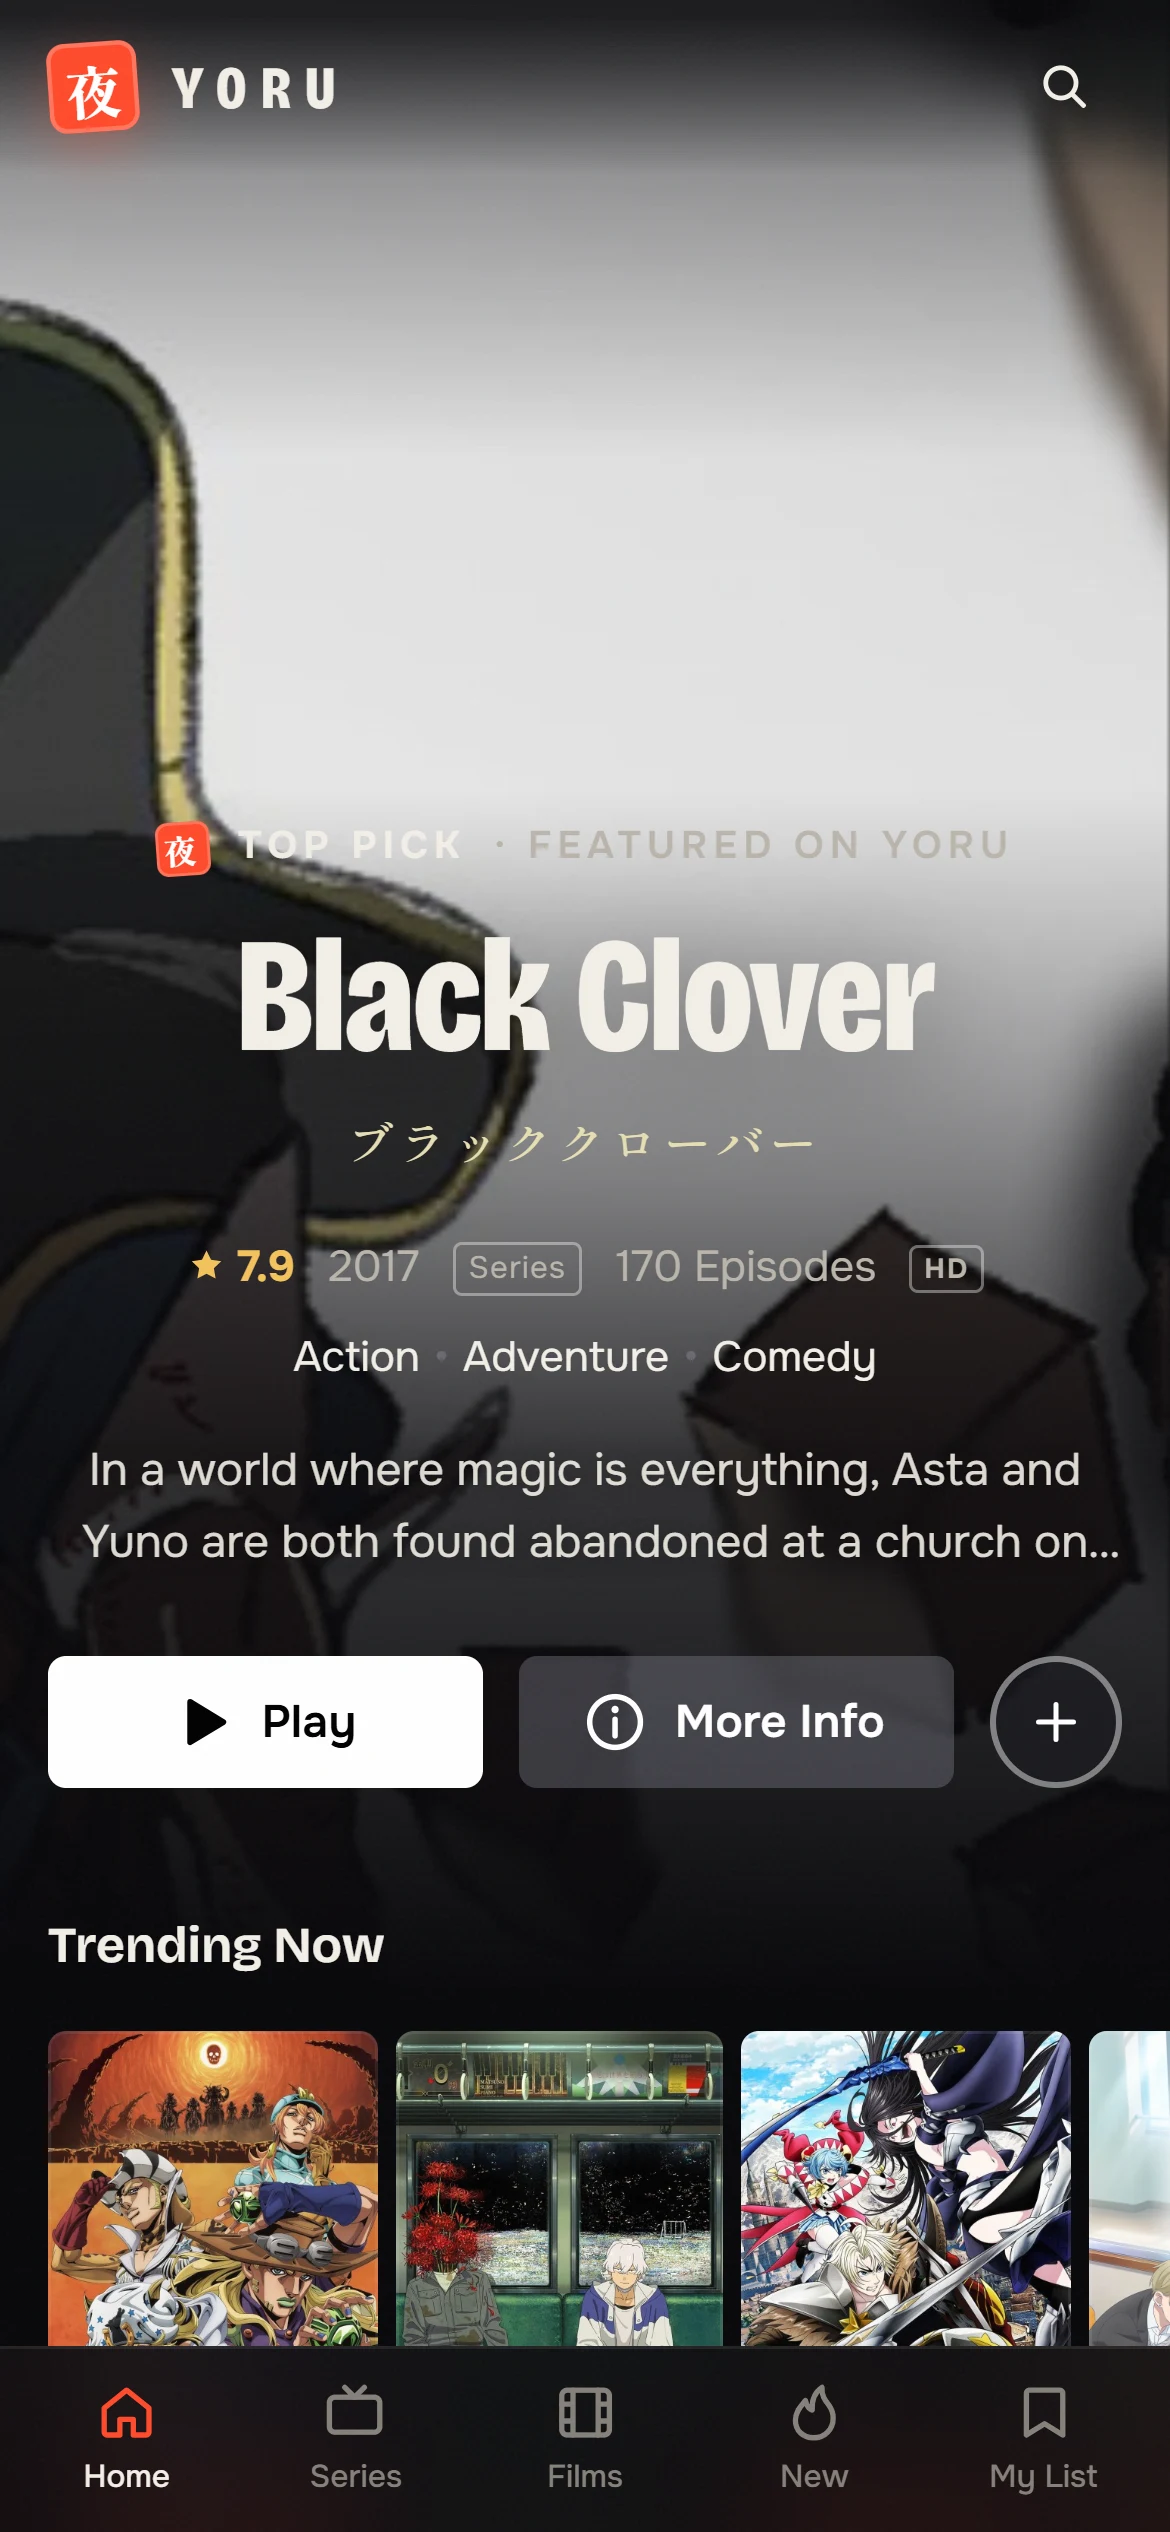 夜 YORU
夜 TOP PICK · FEATURED ON YORU
Black Clover
ブラッククローバー
★ 7.9 2017 Series 170 Episodes HD
Action • Adventure • Comedy
In a world where magic is everything, Asta and
Yuno are both found abandoned at a church on...
Play More Info
Trending Now
Home Series Films New My List